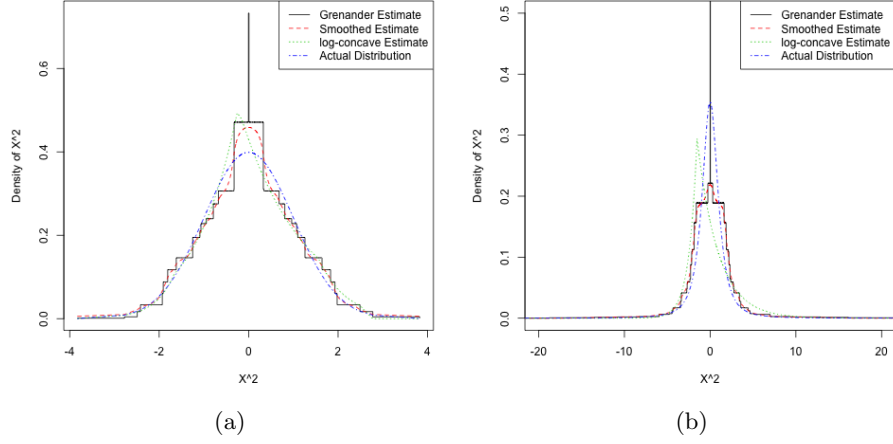 Grenander Estimate
Smoothed Estimate
log-concave Estimate
Actual Distribution
Density of X^2
0.0
0.2
0.4
0.6
-4
-2
0
2
4
X^2
(a)
Grenander Estimate
Smoothed Estimate
log-concave Estimate
Actual Distribution
Density of X^2
0.0
0.1
0.2
0.3
0.4
0.5
-20
-10
0
10
20
X^2
(b)